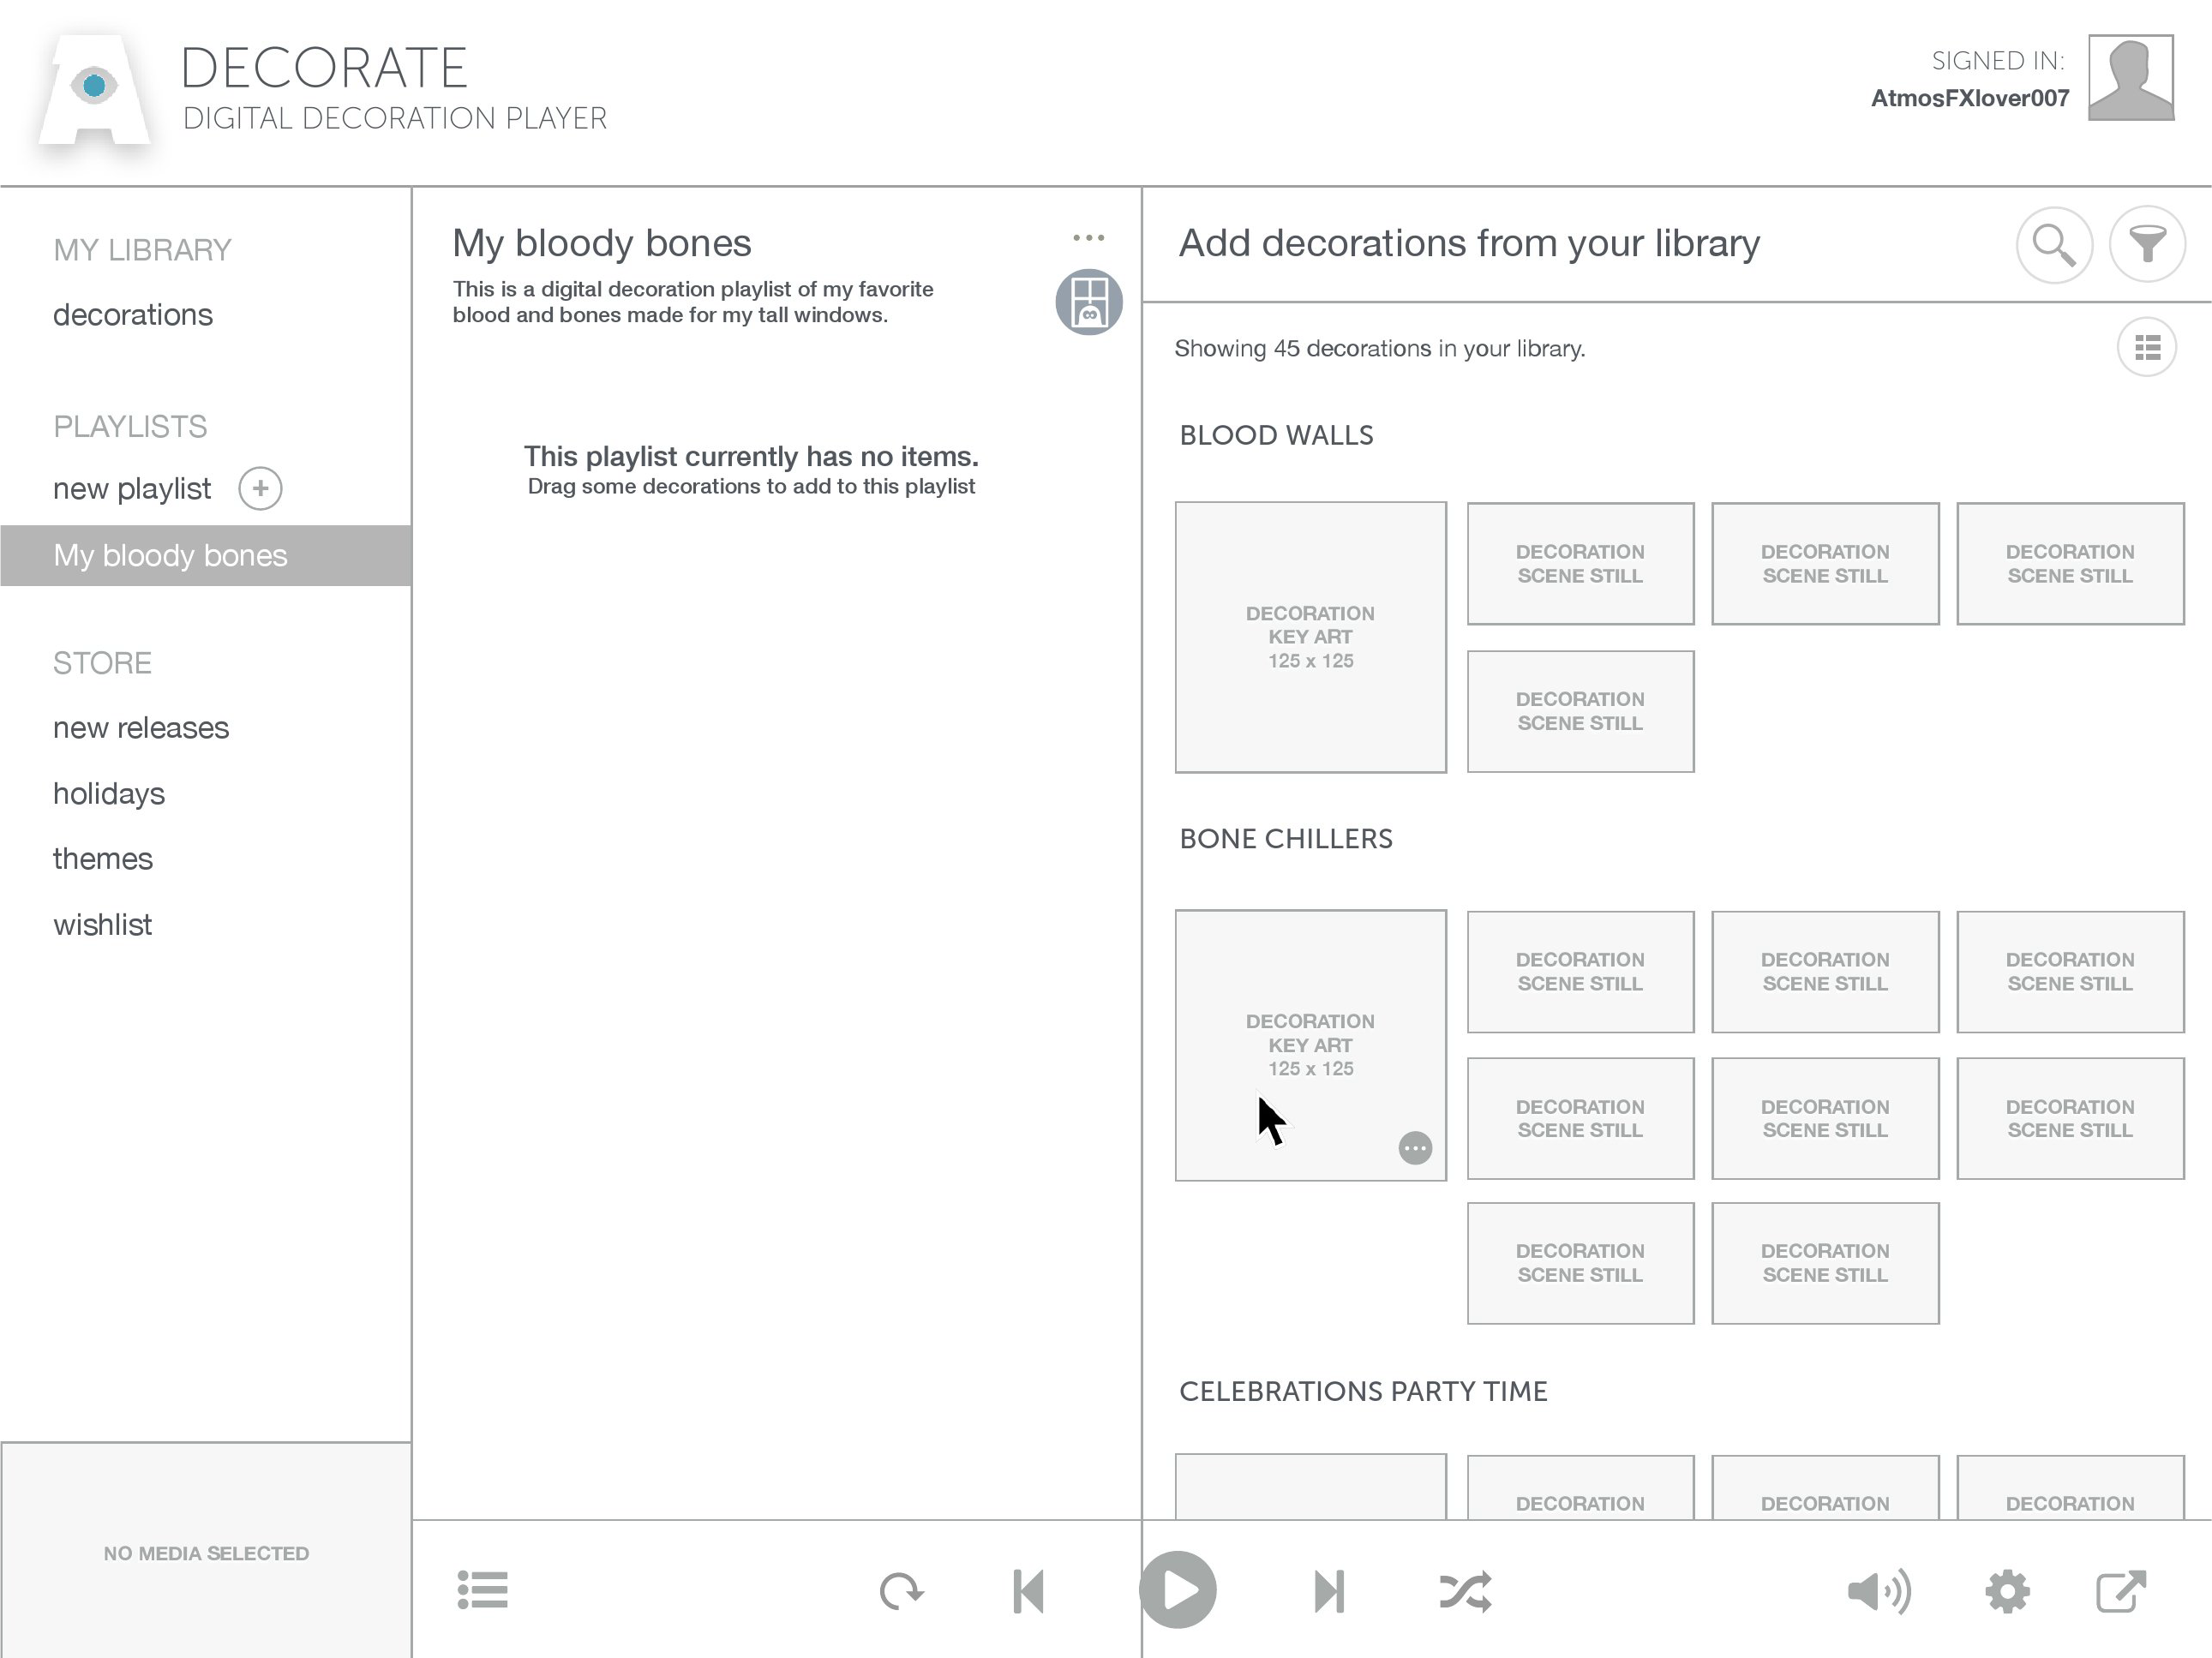 DECORATE
DIGITAL DECORATION PLAYER
SIGNED IN:
AtmosFXlover007
MY LIBRARY
decorations
PLAYLISTS
new playlist
My bloody bones
STORE
new releases
holidays
themes
wishlist
NO MEDIA SELECTED
My bloody bones
This is a digital decoration playlist of my favorite
blood and bones made for my tall windows.
This playlist currently has no items.
Drag some decorations to add to this playlist
Add decorations from your library
Showing 45 decorations in your library.
BLOOD WALLS
DECORATION
KEY ART
125 x 125
DECORATION
SCENE STILL
DECORATION
SCENE STILL
DECORATION
SCENE STILL
DECORATION
SCENE STILL
BONE CHILLERS
DECORATION
KEY ART
125 x 125
DECORATION
SCENE STILL
DECORATION
SCENE STILL
DECORATION
SCENE STILL
DECORATION
SCENE STILL
DECORATION
SCENE STILL
DECORATION
SCENE STILL
DECORATION
SCENE STILL
DECORATION
SCENE STILL
CELEBRATIONS PARTY TIME
DECORATION
DECORATION
DECORATION